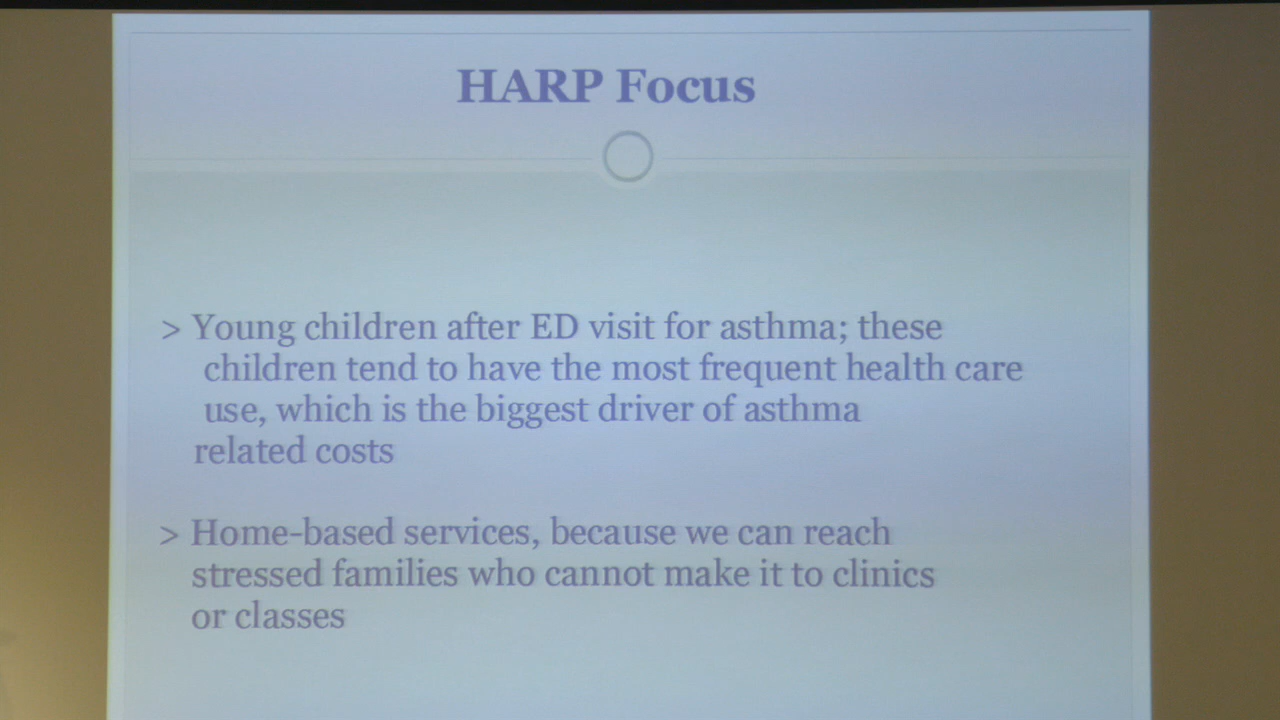 HARP Focus
> Young children after ED visit for asthma; these
children tend to have the most frequent health care
use, which is the biggest driver of asthma
related costs
> Home-based services, because we can reach
stressed families who cannot make it to clinics
or classes